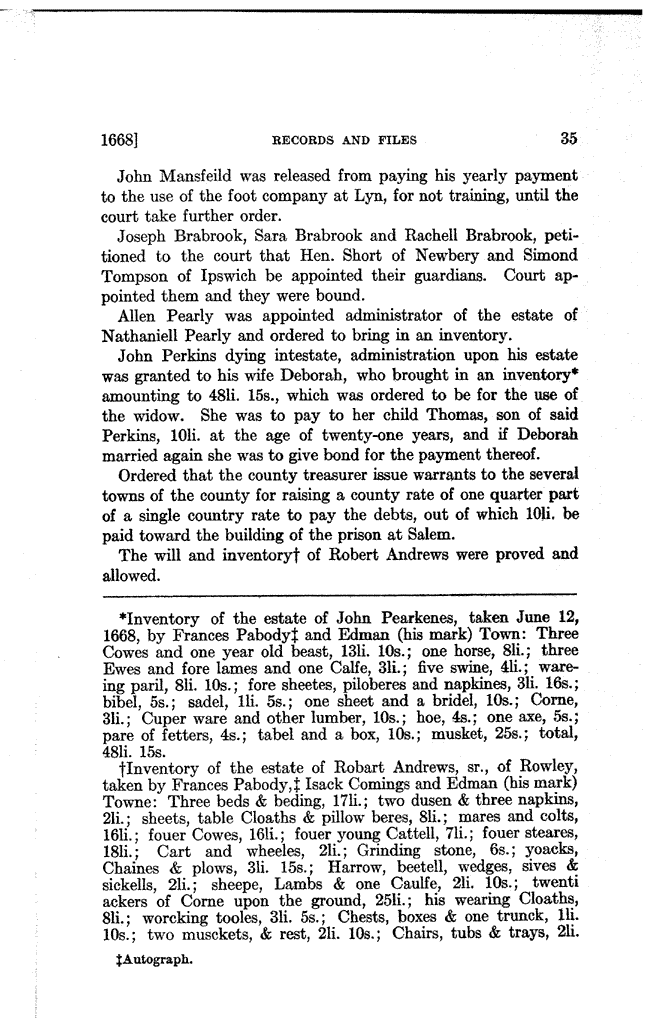 1668] RECORDS AND FILES 35
John Mansfeild was released from paying his yearly payment
to the use of the foot company at Lyn, for not training, until the
court take further order.
Joseph Brabrook, Sara Brabrook and Rachell Brabrook, peti-
tioned to the court that Hen. Short of Newbery and Simond
Tompson of Ipswich be appointed their guardians. Court ap-
pointed them and they were bound.
Allen Pearly was appointed administrator of the estate of
Nathaniell Pearly and ordered to bring in an inventory.
John Perkins dying intestate, administration upon his estate
was granted to his wife Deborah, who brought in an inventory*
amounting to 48li. 15s., which was ordered to be for the use of
the widow. She was to pay to her child Thomas, son of said
Perkins, 10li. at the age of twenty-one years, and if Deborah
married again she was to give bond for the payment thereof.
Ordered that the county treasurer issue warrants to the several
towns of the county for raising a county rate of one quarter part
of a single country rate to pay the debts, out of which 10li. be
paid toward the building of the prison at Salem.
The will and inventory† of Robert Andrews were proved and
allowed.
*Inventory of the estate of John Pearkenes, taken June 12,
1668, by Frances Pabody‡ and Edman (his mark) Town: Three
Cowes and one year old beast, 13li. 10s.; one horse, 8li.; three
Ewes and fore lames and one Calfe, 3li.; five swine, 4li.; ware-
ing paril, 8li. 10s.; fore sheetes, piloberes and napkines, 3li. 16s.;
bibel, 5s.; sadel, 1li. 5s.; one sheet and a bridel, 10s.; Corne,
3li.; Cuper ware and other lumber, 10s.; hoe, 4s.; one axe, 5s.;
pare of fetters, 4s.; tabel and a box, 10s.; musket, 25s.; total,
48li. 15s.
†Inventory of the estate of Robart Andrews, sr., of Rowley,
taken by Frances Pabody,‡ Isack Comings and Edman (his mark)
Towne: Three beds & beding, 17li.; two dusen & three napkins,
2li.; sheets, table Cloaths & pillow beres, 8li.; mares and colts,
16li.; fouer Cowes, 16li.; fouer young Cattell, 7li.; fouer steares,
18li.; Cart and wheeles, 2li.; Grinding stone, 6s.; yoacks,
Chaines & plows, 3li. 15s.; Harrow, beetell, wedges, sives &
sickells, 2li.; sheepe, Lambs & one Caulfe, 2li. 10s.; twenti
ackers of Corne upon the ground, 25li.; his wearing Cloaths,
8li.; worcking tooles, 3li. 5s.; Chests, boxes & one trunck, 1li.
10s.; two musckets, & rest, 2li. 10s.; Chairs, tubs & trays, 2li.
‡Autograph.